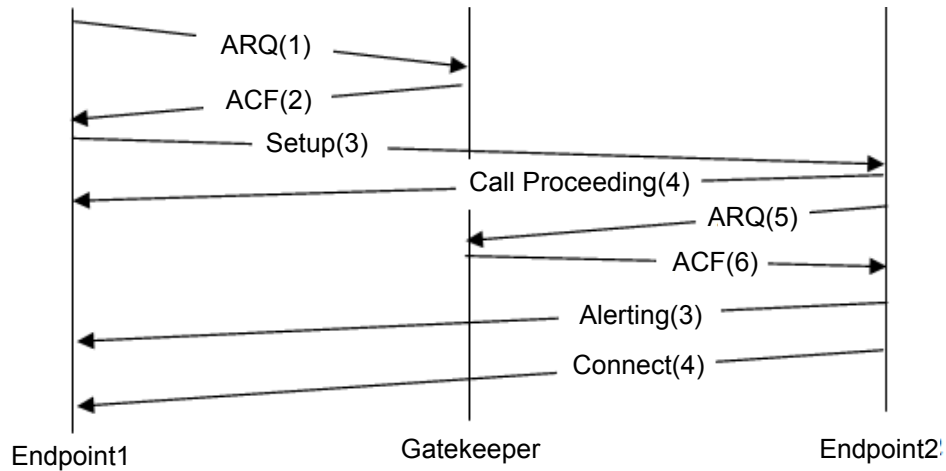 ARQ(1)
ACF(2)
Setup(3)
Call Proceeding(4)
ARQ(5)
ACF(6)
Alerting(3)
Connect(4)
Endpoint1
Gatekeeper
Endpoint2